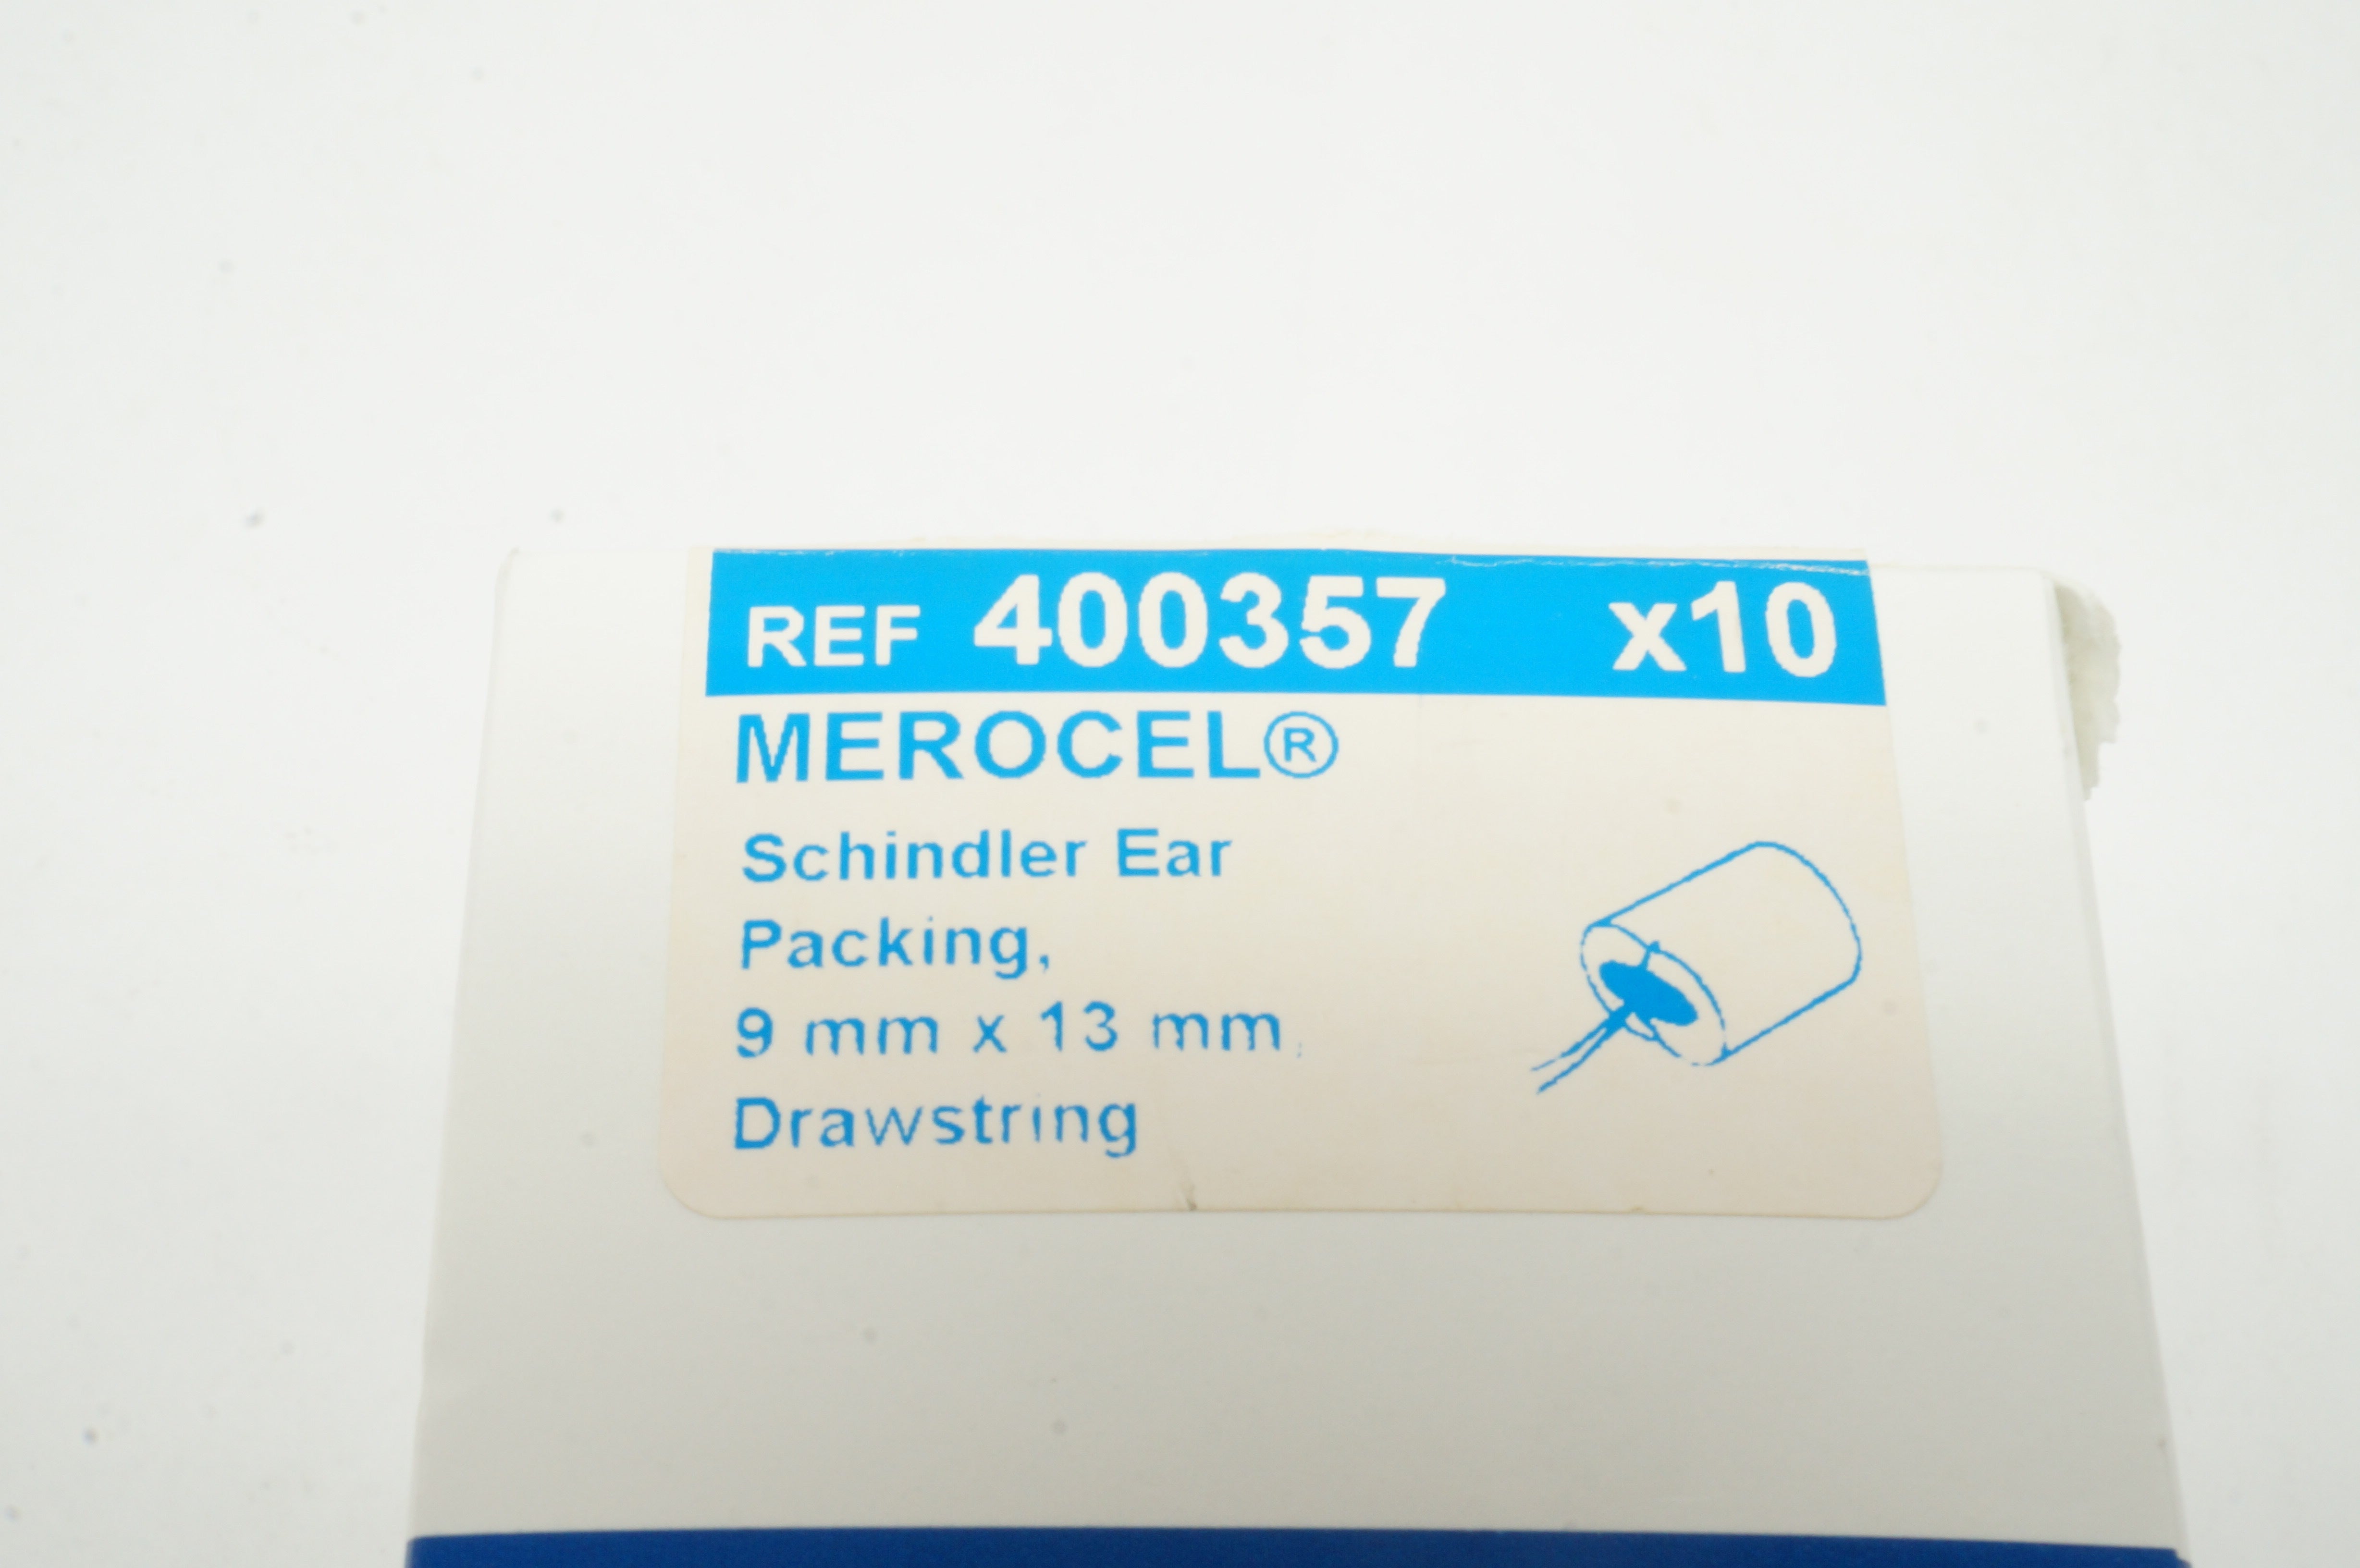 REF 400357 x10
MEROCEL®
Schindler Ear
Packing,
9 mm x 13 mm,
Drawstring